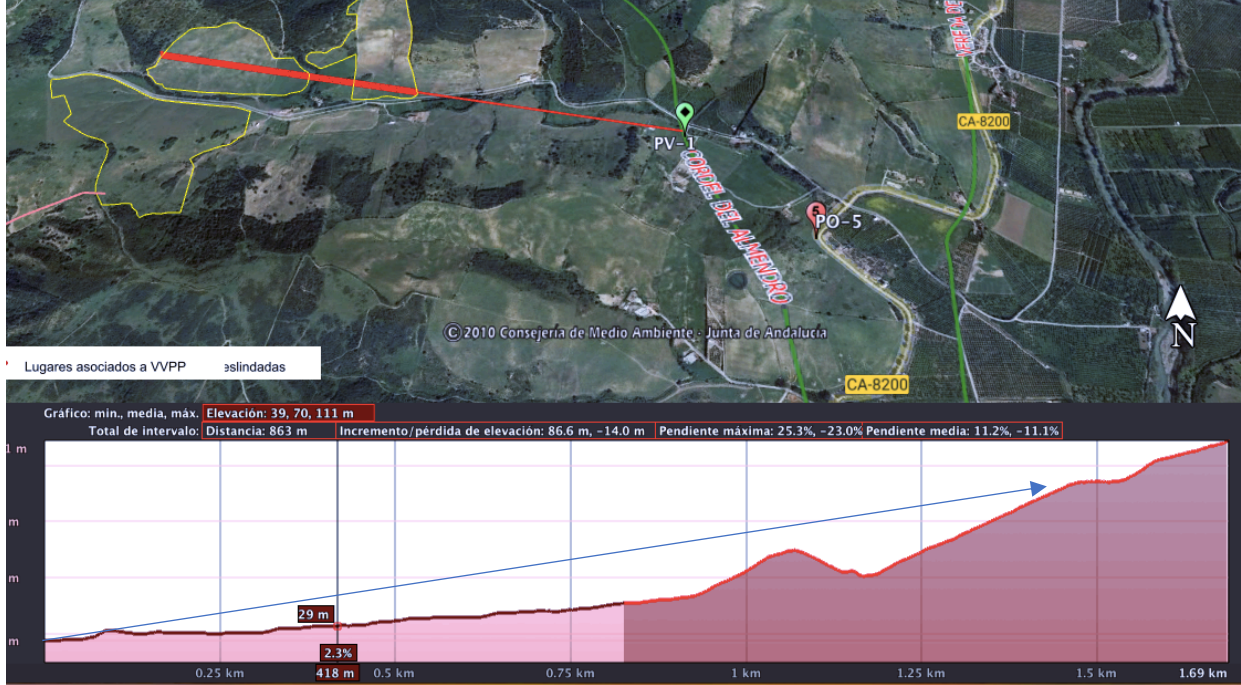 VEREDA DE
CA-8200
PV-1
CORDEL DEL ALMENDRO
5
PO-5
N
© 2010 Consejería de Medio Ambiente - Junta de Andalucía
Lugares asociados a VVPP eslindadas
CA-8200
Gráfico: min., media, máx. Elevación: 39, 70, 111 m
Total de intervalo: Distancia: 863 m Incremento/pérdida de elevación: 86.6 m, -14.0 m Pendiente máxima: 25.3%, -23.0% Pendiente media: 11.2%, -11.1%
1 m
m
m
m
29 m
2.3%
0.25 km 418 m 0.5 km 0.75 km 1 km 1.25 km 1.5 km 1.69 km